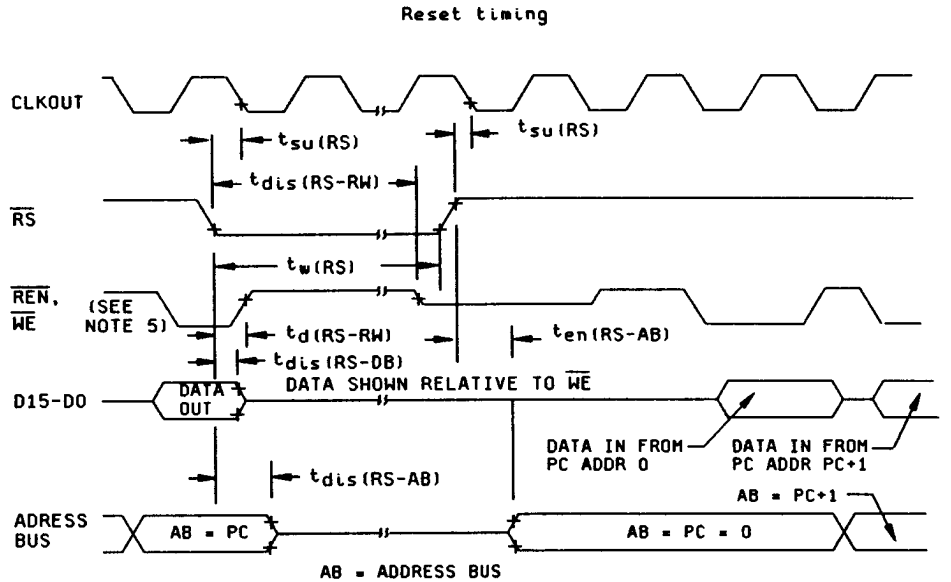 Reset timing
CLKOUT
tsu(RS)
tsu(RS)
tdis(RS-RW)
RS
tw(RS)
REN,
WE
(SEE
NOTE 5)
td(RS-RW)
ten(RS-AB)
tdis(RS-DB)
DATA SHOWN RELATIVE TO WE
D15-D0
DATA
OUT
DATA IN FROM
PC ADDR 0
DATA IN FROM
PC ADDR PC+1
tdis(RS-AB)
AB = PC+1
ADRESS
BUS
AB = PC
AB = PC = 0
AB = ADDRESS BUS